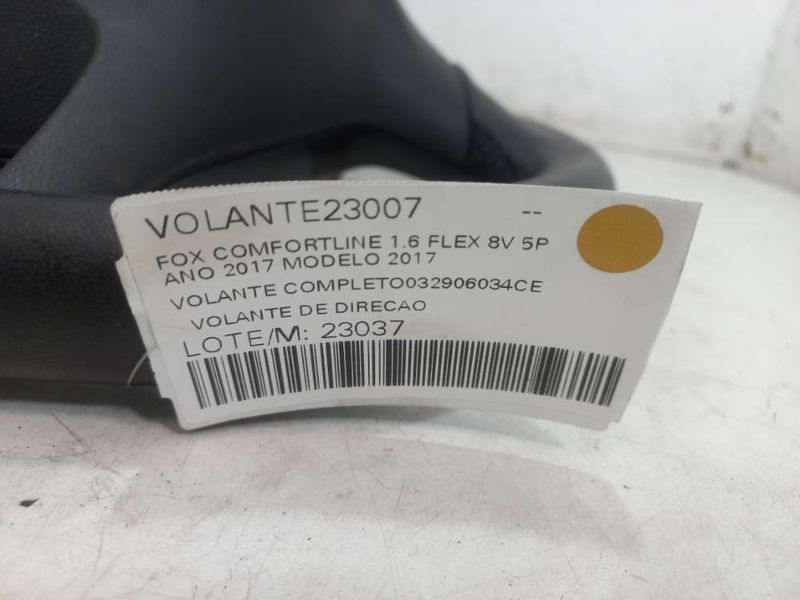 VOLANTE23007 --
FOX COMFORTLINE 1.6 FLEX 8V 5P
ANO 2017 MODELO 2017
VOLANTE COMPLETO032906034CE
VOLANTE DE DIRECAO
LOTE/M: 23037